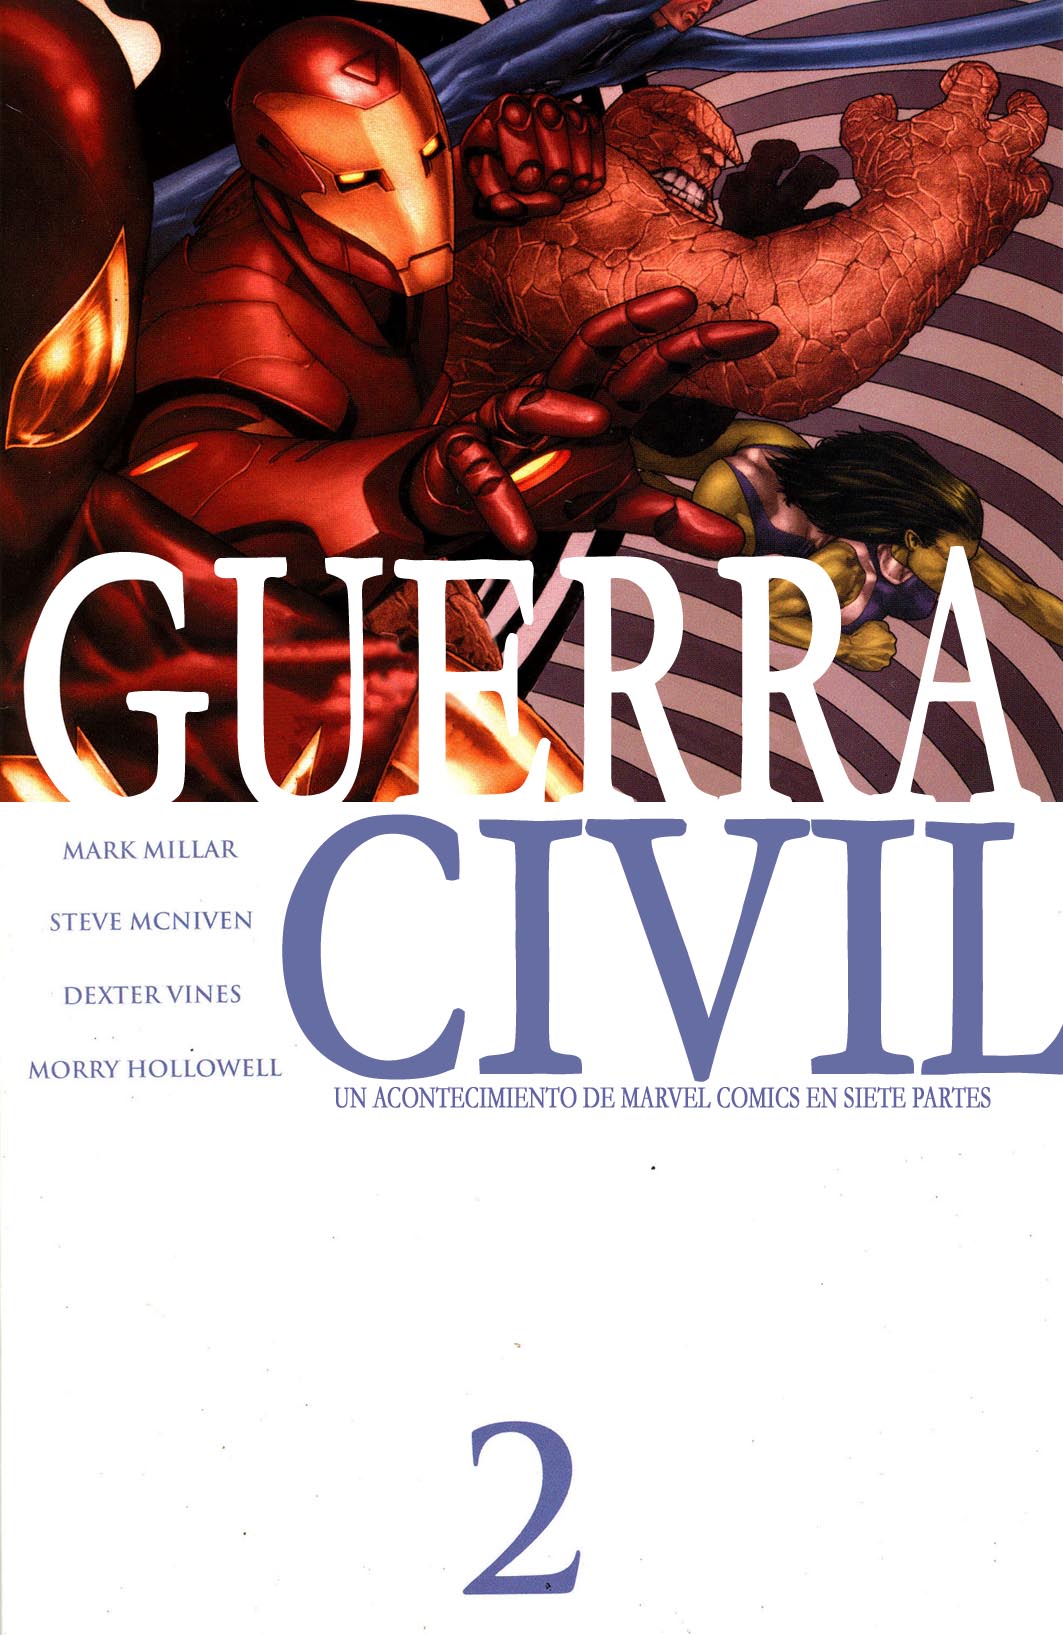 GUERRA
CIVIL
MARK MILLAR
STEVE MCNIVEN
DEXTER VINES
MORRY HOLLOWELL
UN ACONTECIMIENTO DE MARVEL COMICS EN SIETE PARTES
2